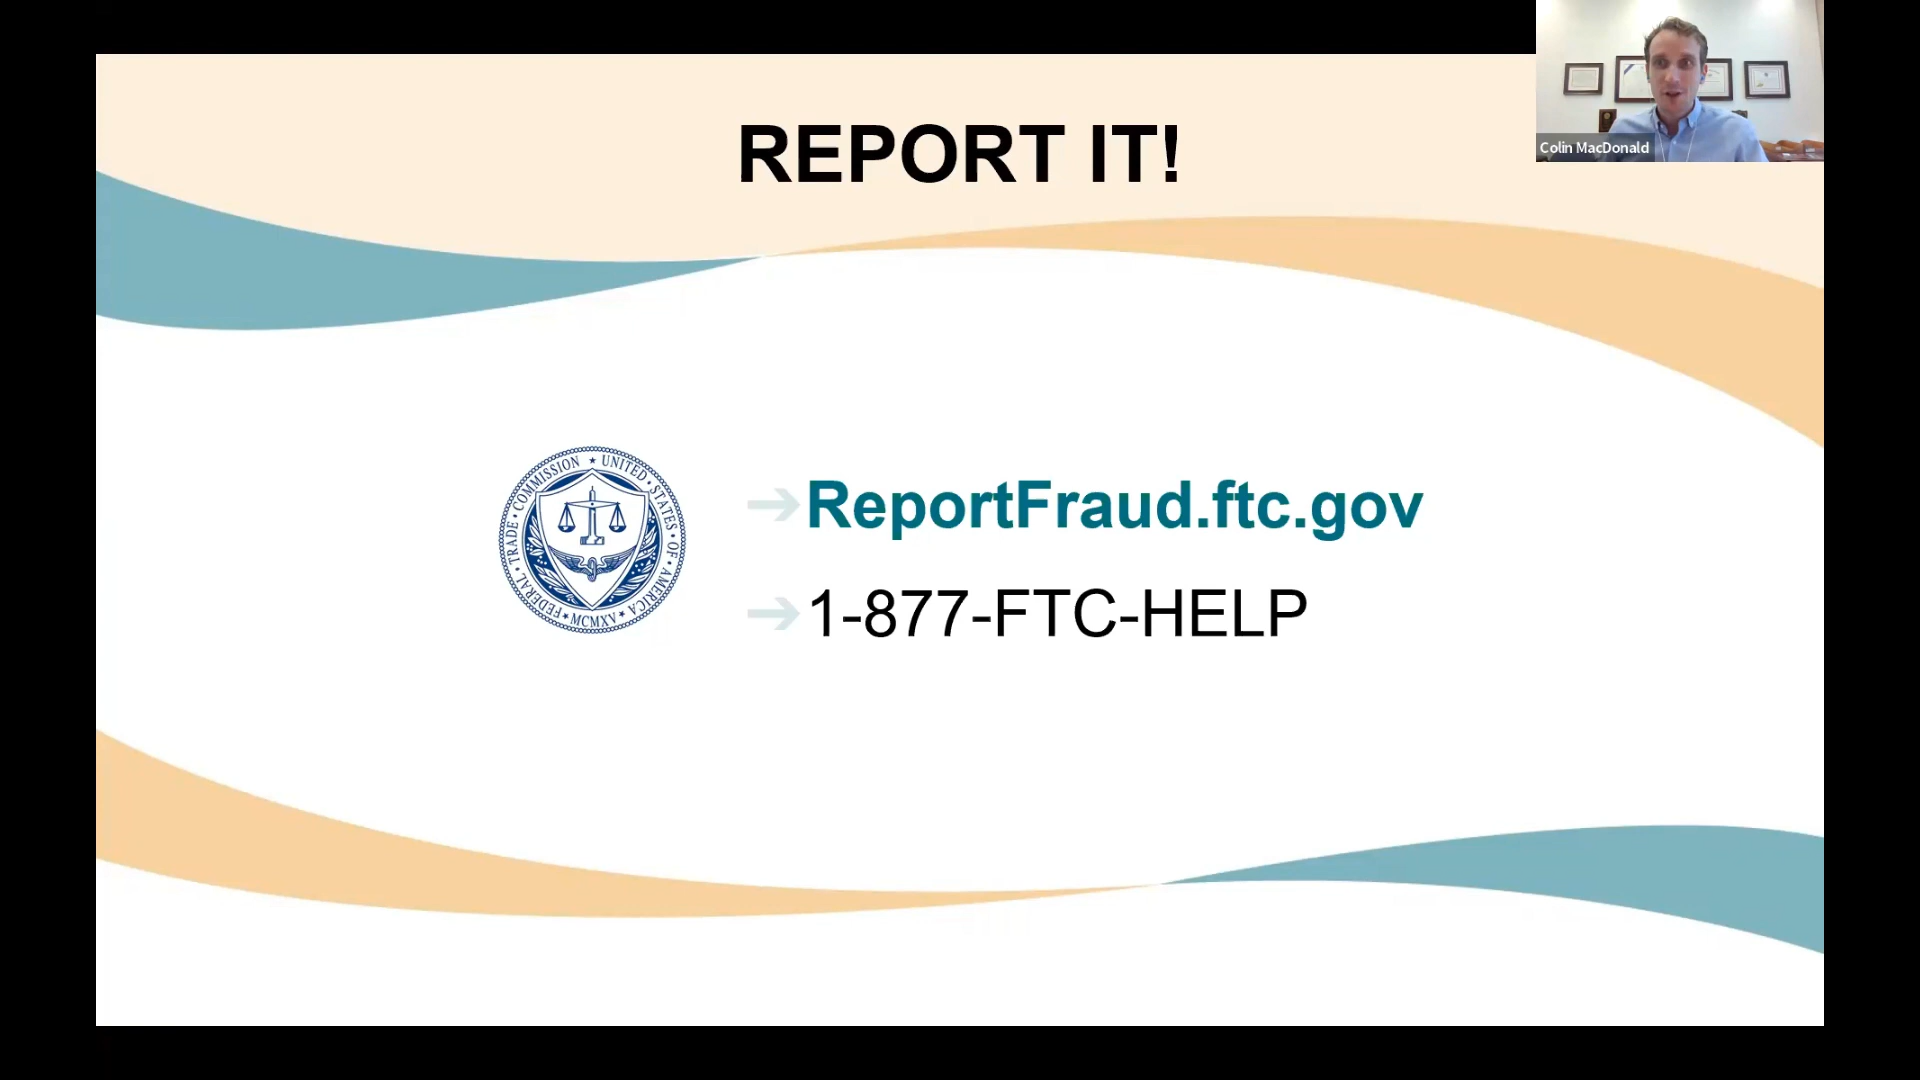 REPORT IT!
Colin MacDonald
FEDERAL TRADE COMMISSION ★ UNITED STATES OF AMERICA ★ MCMXV ★
ReportFraud.ftc.gov
1-877-FTC-HELP